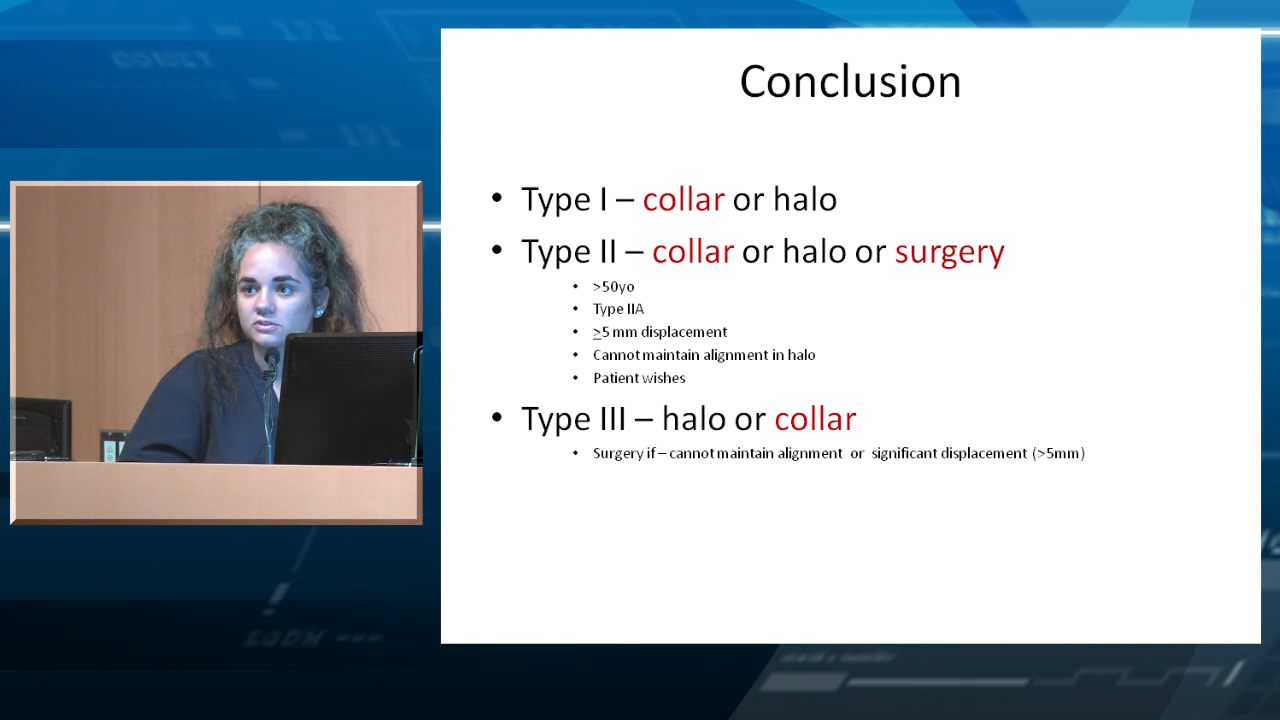 Conclusion
• Type I – collar or halo
• Type II – collar or halo or surgery
• >50yo
• Type IIA
• ≥5 mm displacement
• Cannot maintain alignment in halo
• Patient wishes
• Type III – halo or collar
• Surgery if – cannot maintain alignment or significant displacement (>5mm)